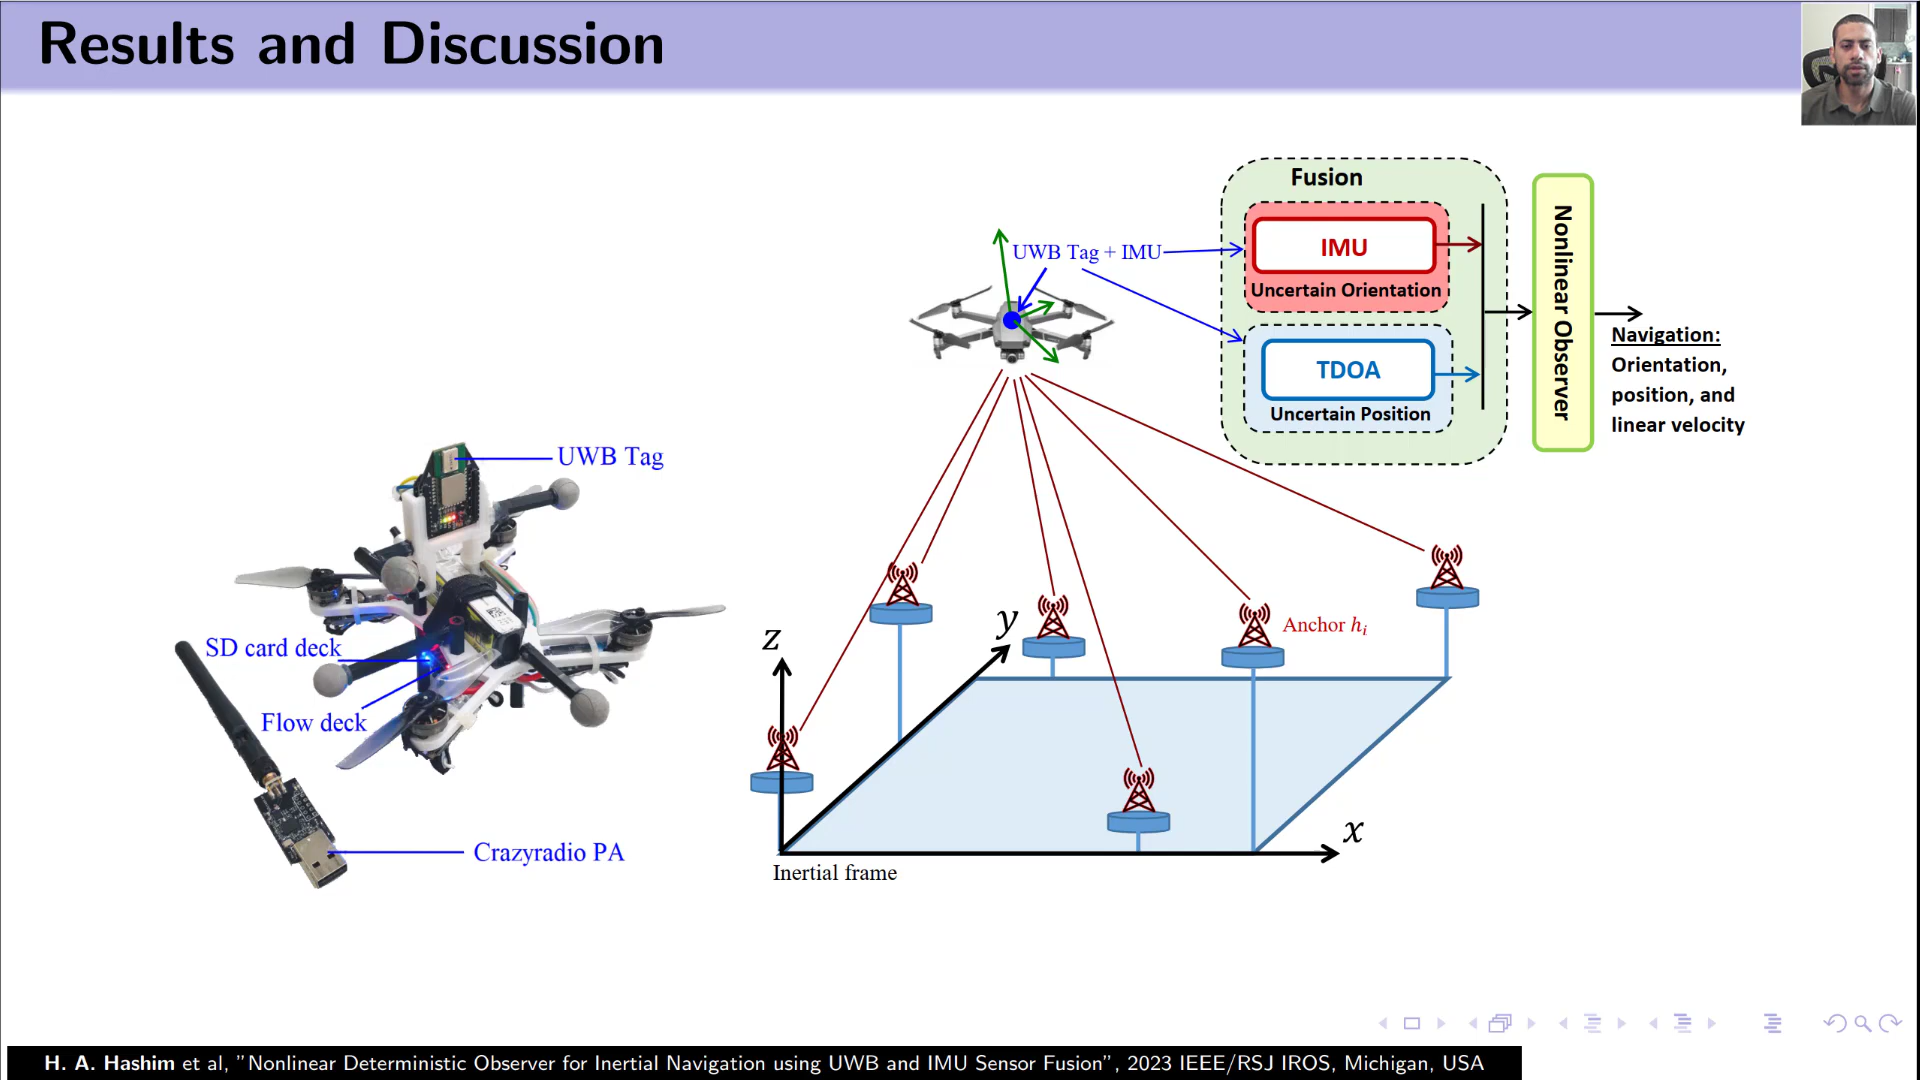 Results and Discussion
Fusion
UWB Tag + IMU
IMU
Uncertain Orientation
TDOA
Uncertain Position
Nonlinear Observer
Navigation:
Orientation,
position, and
linear velocity
UWB Tag
SD card deck
Flow deck
Crazyradio PA
z
y
x
Anchor hᵢ
Inertial frame
H. A. Hashim et al, "Nonlinear Deterministic Observer for Inertial Navigation using UWB and IMU Sensor Fusion", 2023 IEEE/RSJ IROS, Michigan, USA